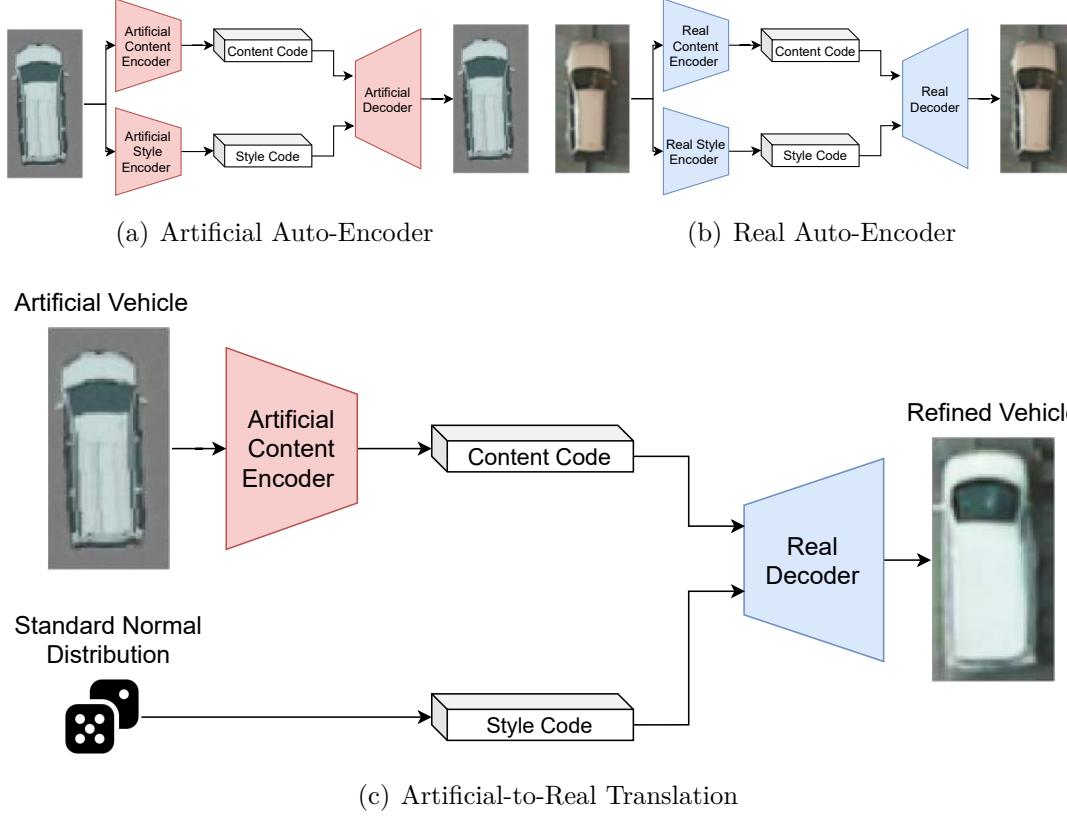 Artificial
Content
Encoder
Content Code
Artificial
Style
Encoder
Style Code
Artificial
Decoder
(a) Artificial Auto-Encoder
Real
Content
Encoder
Content Code
Real Style
Encoder
Style Code
Real
Decoder
(b) Real Auto-Encoder
Artificial Vehicle
Artificial
Content
Encoder
Content Code
Standard Normal
Distribution
Style Code
Real
Decoder
Refined Vehicle
(c) Artificial-to-Real Translation